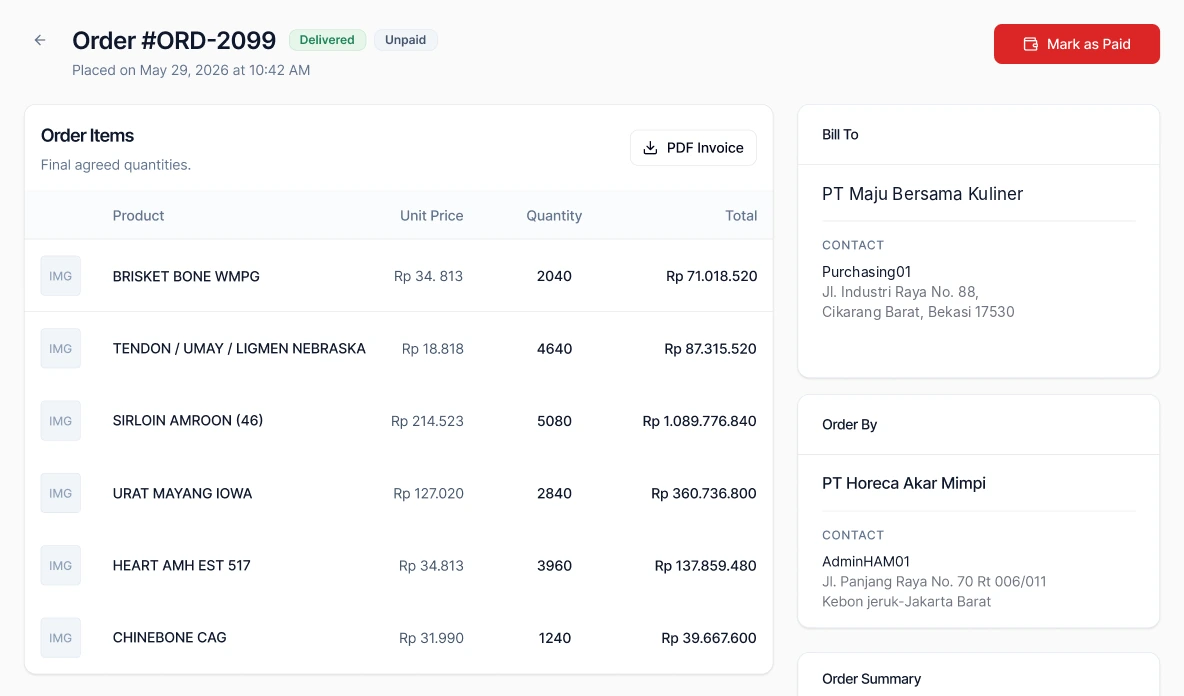 Order #ORD-2099 Delivered Unpaid
Mark as Paid
Placed on May 29, 2026 at 10:42 AM
Order Items
Final agreed quantities.
PDF Invoice
Product Unit Price Quantity Total
IMG BRISKET BONE WMPG Rp 34. 813 2040 Rp 71.018.520
IMG TENDON / UMAY / LIGMEN NEBRASKA Rp 18.818 4640 Rp 87.315.520
IMG SIRLOIN AMROON (46) Rp 214.523 5080 Rp 1.089.776.840
IMG URAT MAYANG IOWA Rp 127.020 2840 Rp 360.736.800
IMG HEART AMH EST 517 Rp 34.813 3960 Rp 137.859.480
IMG CHINEBONE CAG Rp 31.990 1240 Rp 39.667.600
Bill To
PT Maju Bersama Kuliner
CONTACT
Purchasing01
Jl. Industri Raya No. 88,
Cikarang Barat, Bekasi 17530
Order By
PT Horeca Akar Mimpi
CONTACT
AdminHAM01
Jl. Panjang Raya No. 70 Rt 006/011
Kebon jeruk-Jakarta Barat
Order Summary